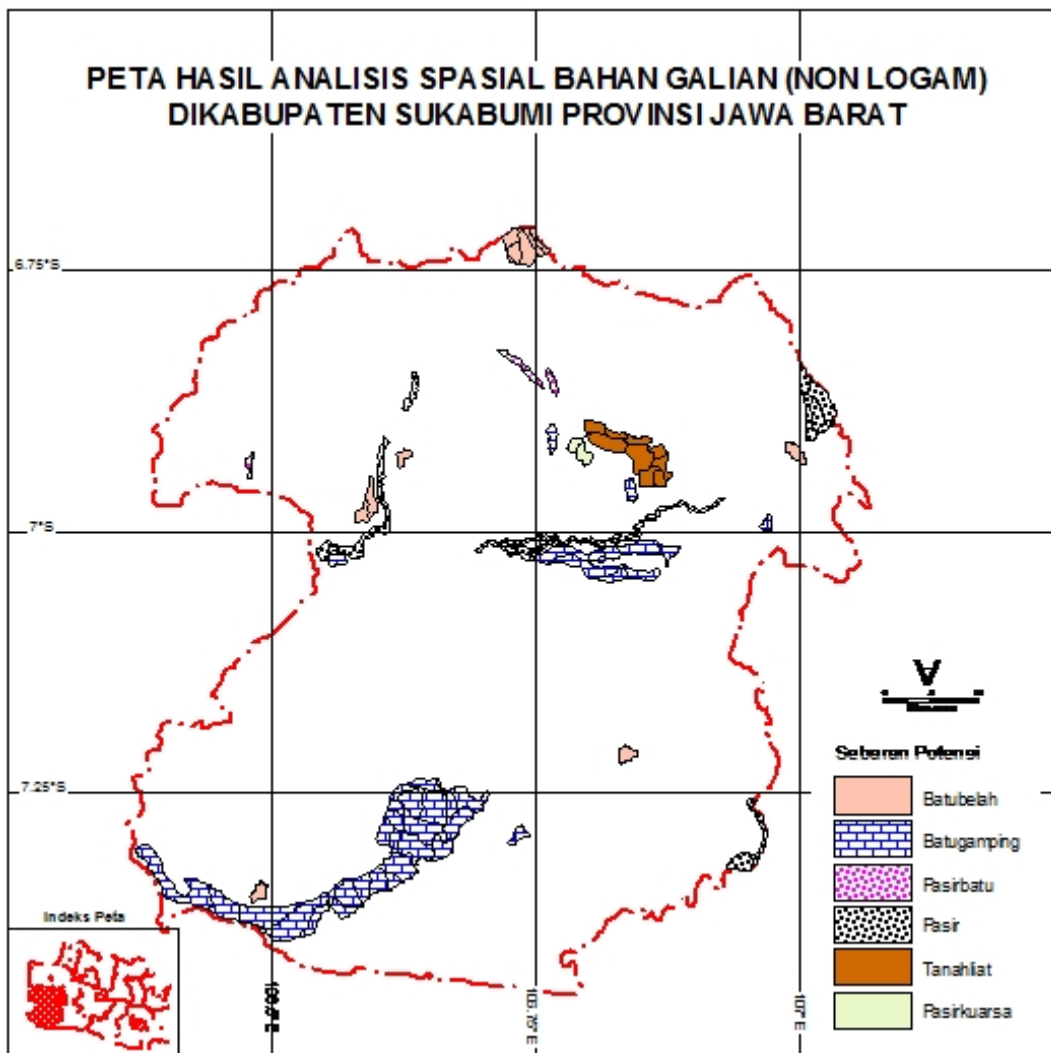 PETA HASIL ANALISIS SPASIAL BAHAN GALIAN (NON LOGAM)
DIKABUPATEN SUKABUMI PROVINSI JAWA BARAT
6.75°S
7°S
7.25°S
Sebaran Potensi
Batubelah
Batugamping
Pasirbatu
Pasir
Tanahliat
Pasirkuarsa
Indeks Peta
107°E